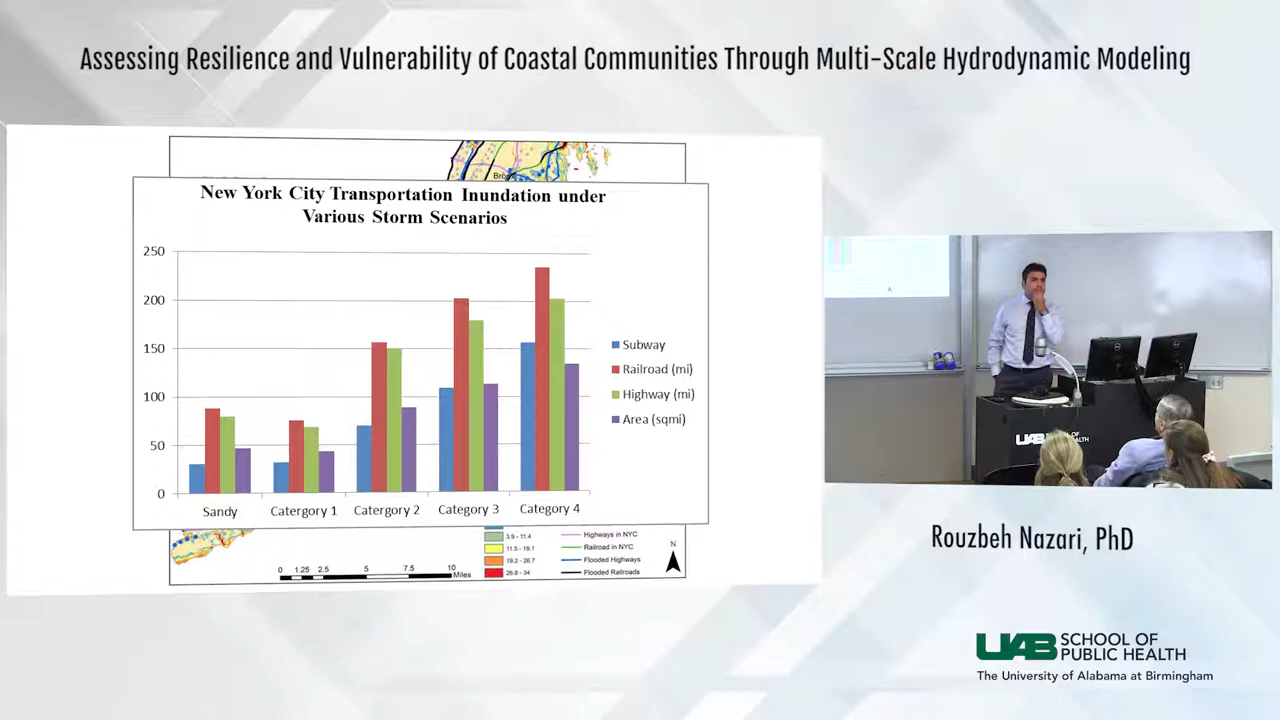 Assessing Resilience and Vulnerability of Coastal Communities Through Multi-Scale Hydrodynamic Modeling
New York City Transportation Inundation under
Various Storm Scenarios
250
200
150
100
50
0
Sandy
Catergory 1
Catergory 2
Category 3
Category 4
Subway
Railroad (mi)
Highway (mi)
Area (sqmi)
3.9 - 11.4
11.5 - 19.1
19.2 - 26.7
26.8 - 34
Highways in NYC
Railroad in NYC
Flooded Highways
Flooded Railroads
N
0 1.25 2.5 5 7.5 10
Miles
UAB SCHOOL OF
Rouzbeh Nazari, PhD
UAB SCHOOL OF
PUBLIC HEALTH
The University of Alabama at Birmingham